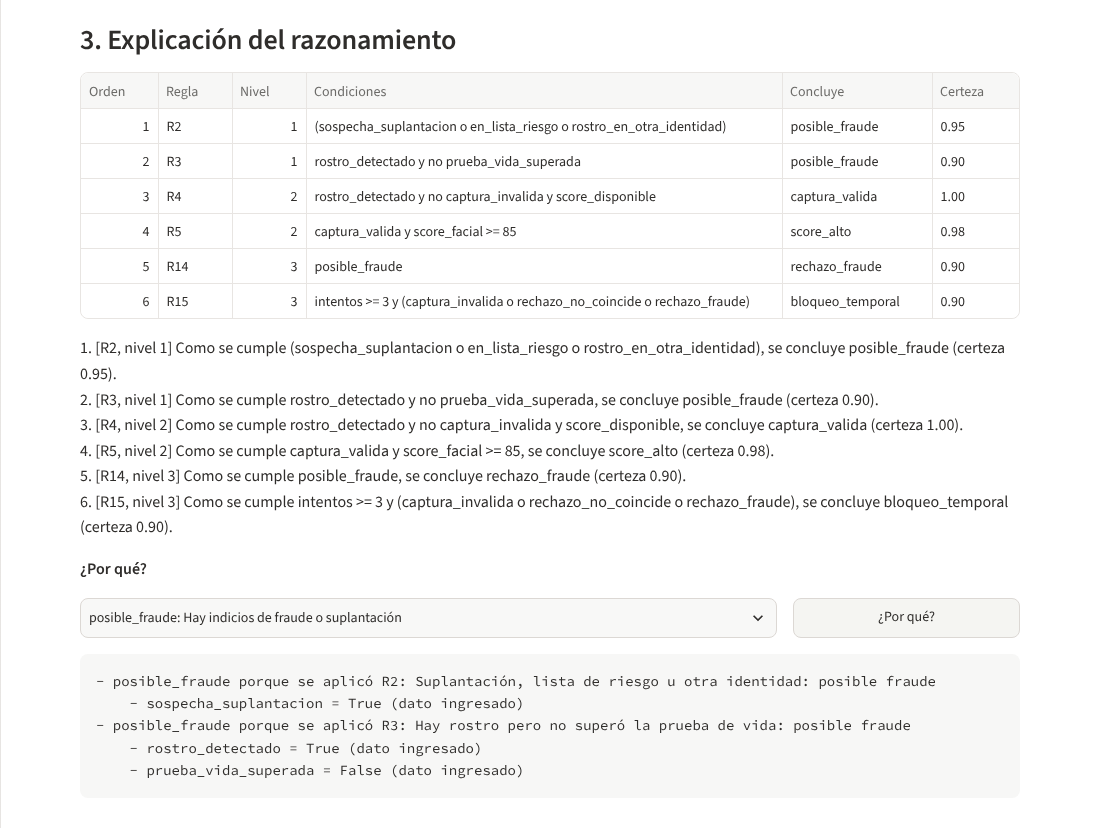 3. Explicación del razonamiento
Orden Regla Nivel Condiciones Concluye Certeza
1 R2 1 (sospecha_suplantacion o en_lista_riesgo o rostro_en_otra_identidad) posible_fraude 0.95
2 R3 1 rostro_detectado y no prueba_vida_superada posible_fraude 0.90
3 R4 2 rostro_detectado y no captura_invalida y score_disponible captura_valida 1.00
4 R5 2 captura_valida y score_facial >= 85 score_alto 0.98
5 R14 3 posible_fraude rechazo_fraude 0.90
6 R15 3 intentos >= 3 y (captura_invalida o rechazo_no_coincide o rechazo_fraude) bloqueo_temporal 0.90
1. [R2, nivel 1] Como se cumple (sospecha_suplantacion o en_lista_riesgo o rostro_en_otra_identidad), se concluye posible_fraude (certeza
0.95).
2. [R3, nivel 1] Como se cumple rostro_detectado y no prueba_vida_superada, se concluye posible_fraude (certeza 0.90).
3. [R4, nivel 2] Como se cumple rostro_detectado y no captura_invalida y score_disponible, se concluye captura_valida (certeza 1.00).
4. [R5, nivel 2] Como se cumple captura_valida y score_facial >= 85, se concluye score_alto (certeza 0.98).
5. [R14, nivel 3] Como se cumple posible_fraude, se concluye rechazo_fraude (certeza 0.90).
6. [R15, nivel 3] Como se cumple intentos >= 3 y (captura_invalida o rechazo_no_coincide o rechazo_fraude), se concluye bloqueo_temporal
(certeza 0.90).
¿Por qué?
posible_fraude: Hay indicios de fraude o suplantación ¿Por qué?
- posible_fraude porque se aplicó R2: Suplantación, lista de riesgo u otra identidad: posible fraude
- sospecha_suplantacion = True (dato ingresado)
- posible_fraude porque se aplicó R3: Hay rostro pero no superó la prueba de vida: posible fraude
- rostro_detectado = True (dato ingresado)
- prueba_vida_superada = False (dato ingresado)